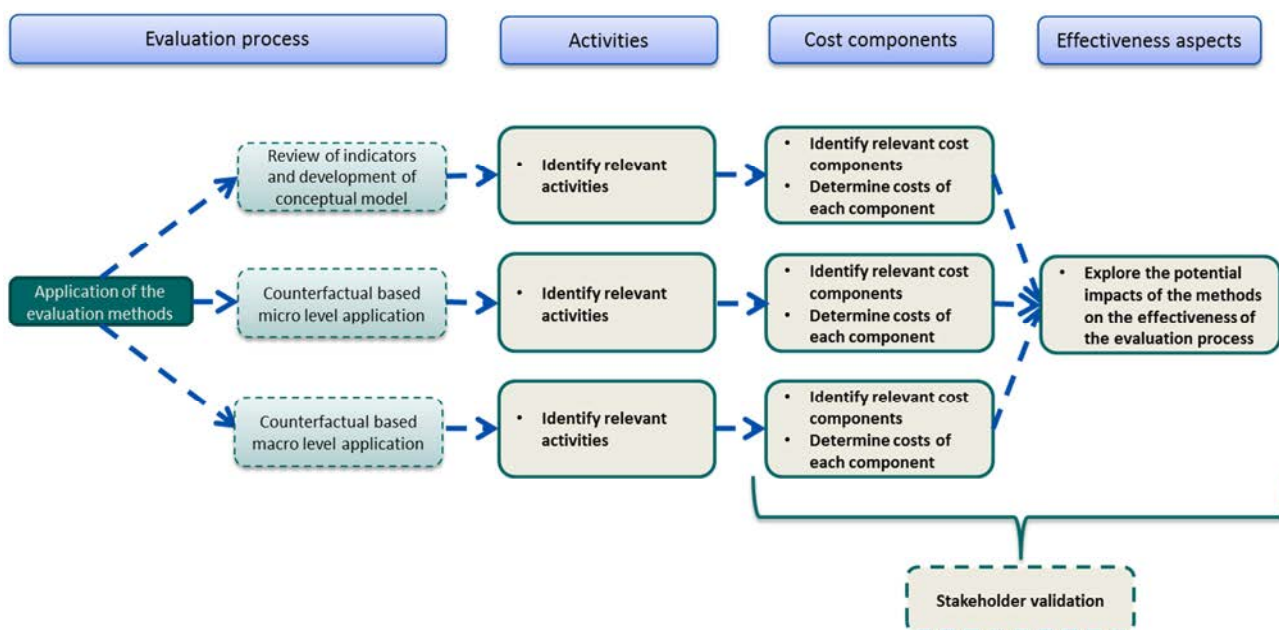 Evaluation process
Activities
Cost components
Effectiveness aspects
Review of indicators
and development of
conceptual model
• Identify relevant
activities
• Identify relevant cost
components
• Determine costs of
each component
Application of the
evaluation methods
Counterfactual based
micro level application
• Identify relevant
activities
• Identify relevant cost
components
• Determine costs of
each component
• Explore the potential
impacts of the methods
on the effectiveness of
the evaluation process
Counterfactual based
macro level application
• Identify relevant
activities
• Identify relevant cost
components
• Determine costs of
each component
Stakeholder validation